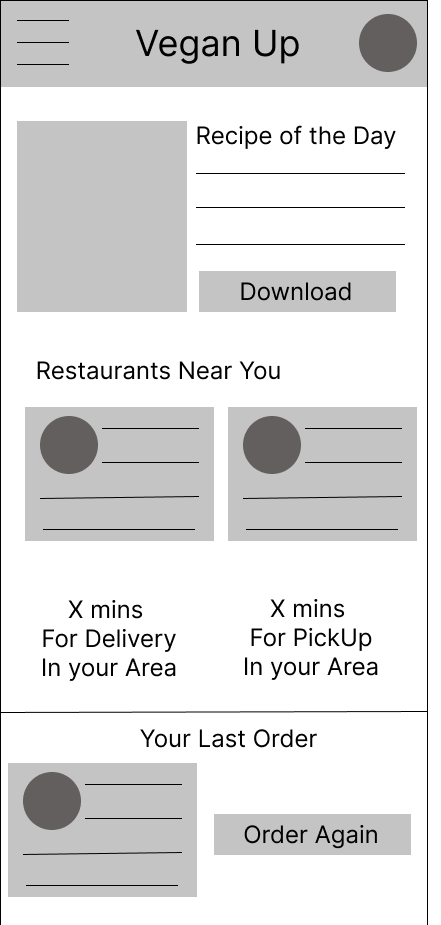 Vegan Up
Recipe of the Day
Download
Restaurants Near You
X mins
For Delivery
In your Area
X mins
For PickUp
In your Area
Your Last Order
Order Again